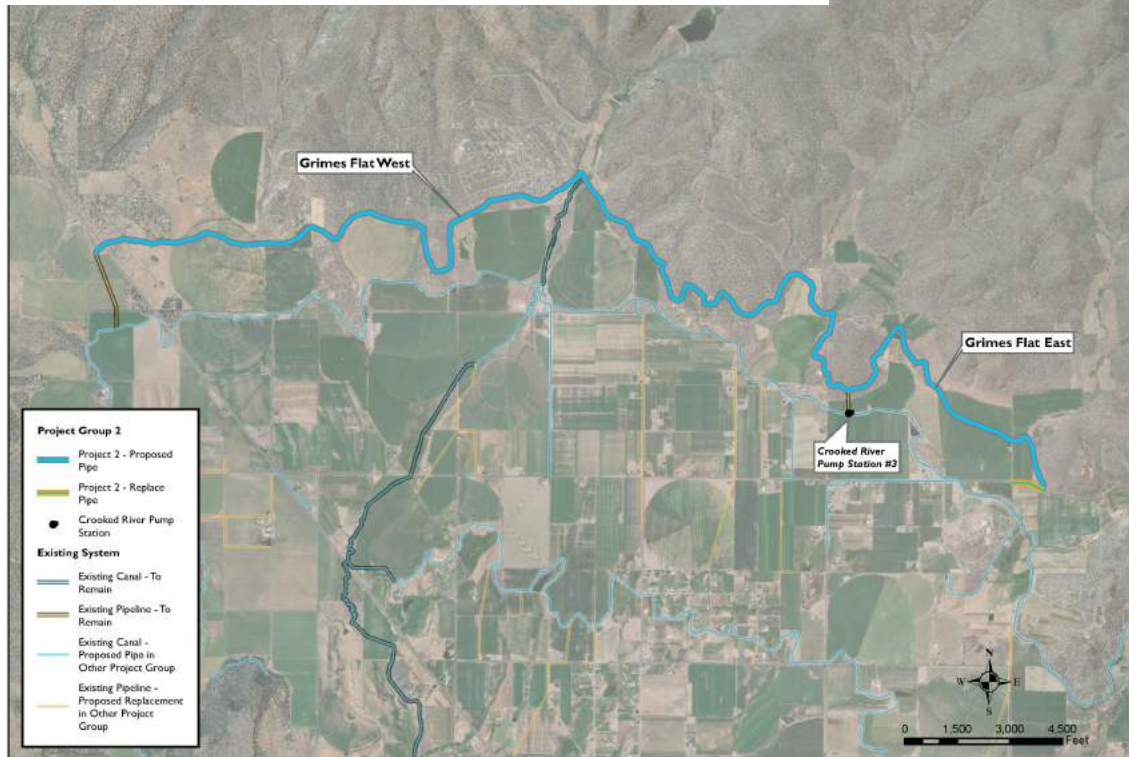 Grimes Flat West
Grimes Flat East
Crooked River
Pump Station #3
Project Group 2
Project 2 - Proposed
Pipe
Project 2 - Replace
Pipe
Crooked River Pump
Station
Existing System
Existing Canal - To
Remain
Existing Pipeline - To
Remain
Existing Canal -
Proposed Pipe in
Other Project Group
Existing Pipeline -
Proposed Replacement
in Other Project
Group
N
W E
S
0 1,500 3,000 4,500
Feet